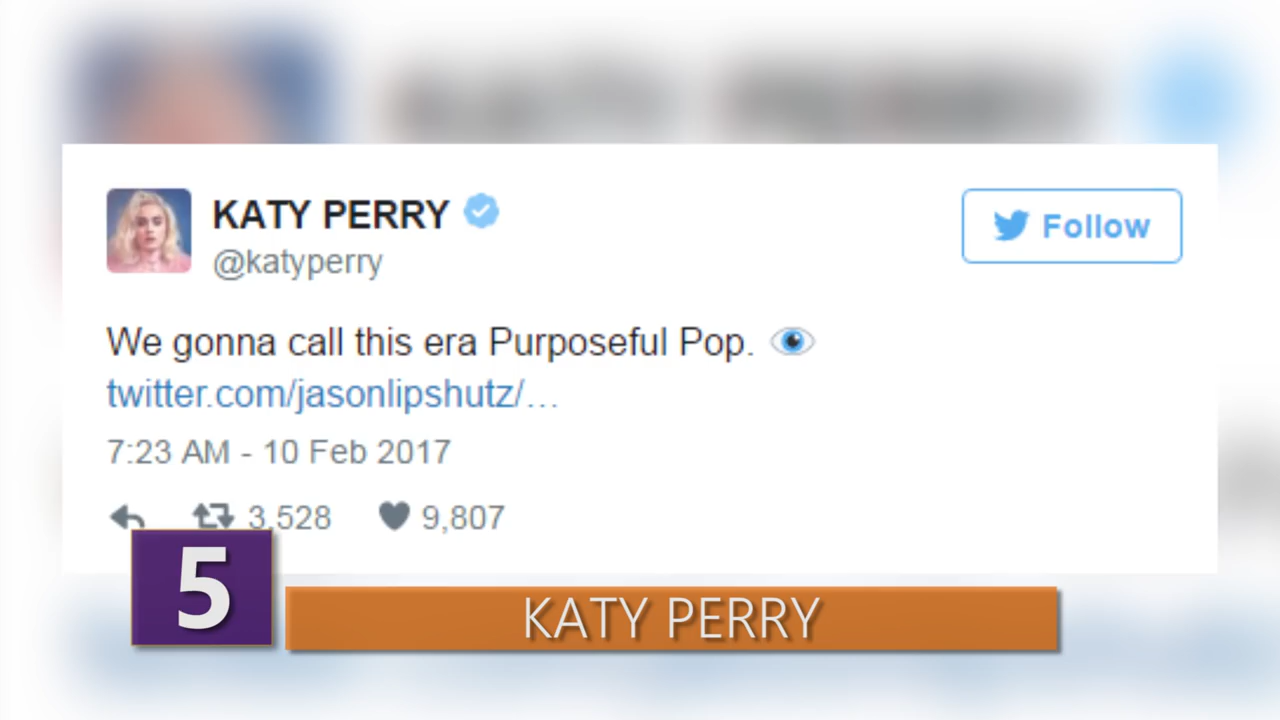 KATY PERRY
@katyperry
Follow
We gonna call this era Purposeful Pop. 👁
twitter.com/jasonlipshutz/…
7:23 AM - 10 Feb 2017
3,528 9,807
5
KATY PERRY